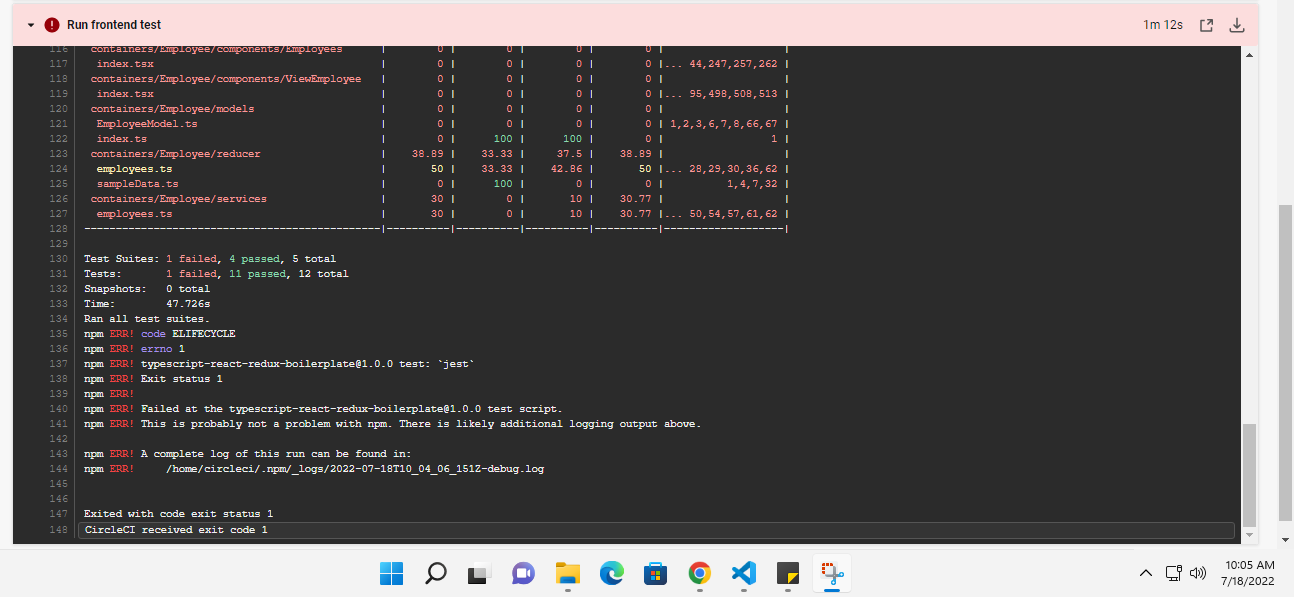 Run frontend test 1m 12s
116 containers/Employee/components/Employees | 0 | 0 | 0 | 0 | |
117 index.tsx | 0 | 0 | 0 | 0 |... 44,247,257,262 |
118 containers/Employee/components/ViewEmployee | 0 | 0 | 0 | 0 | |
119 index.tsx | 0 | 0 | 0 | 0 |... 95,498,508,513 |
120 containers/Employee/models | 0 | 0 | 0 | 0 | |
121 EmployeeModel.ts | 0 | 0 | 0 | 0 | 1,2,3,6,7,8,66,67 |
122 index.ts | 0 | 100 | 100 | 0 | 1 |
123 containers/Employee/reducer | 38.89 | 33.33 | 37.5 | 38.89 | |
124 employees.ts | 50 | 33.33 | 42.86 | 50 |... 28,29,30,36,62 |
125 sampleData.ts | 0 | 100 | 0 | 0 | 1,4,7,32 |
126 containers/Employee/services | 30 | 0 | 10 | 30.77 | |
127 employees.ts | 30 | 0 | 10 | 30.77 |... 50,54,57,61,62 |
128 -----------------------------------------------|----------|----------|----------|----------|-------------------|
129
130 Test Suites: 1 failed, 4 passed, 5 total
131 Tests: 1 failed, 11 passed, 12 total
132 Snapshots: 0 total
133 Time: 47.726s
134 Ran all test suites.
135 npm ERR! code ELIFECYCLE
136 npm ERR! errno 1
137 npm ERR! typescript-react-redux-boilerplate@1.0.0 test: `jest`
138 npm ERR! Exit status 1
139 npm ERR!
140 npm ERR! Failed at the typescript-react-redux-boilerplate@1.0.0 test script.
141 npm ERR! This is probably not a problem with npm. There is likely additional logging output above.
142
143 npm ERR! A complete log of this run can be found in:
144 npm ERR! /home/circleci/.npm/_logs/2022-07-18T10_04_06_151Z-debug.log
145
146
147 Exited with code exit status 1
148 CircleCI received exit code 1
10:05 AM
7/18/2022